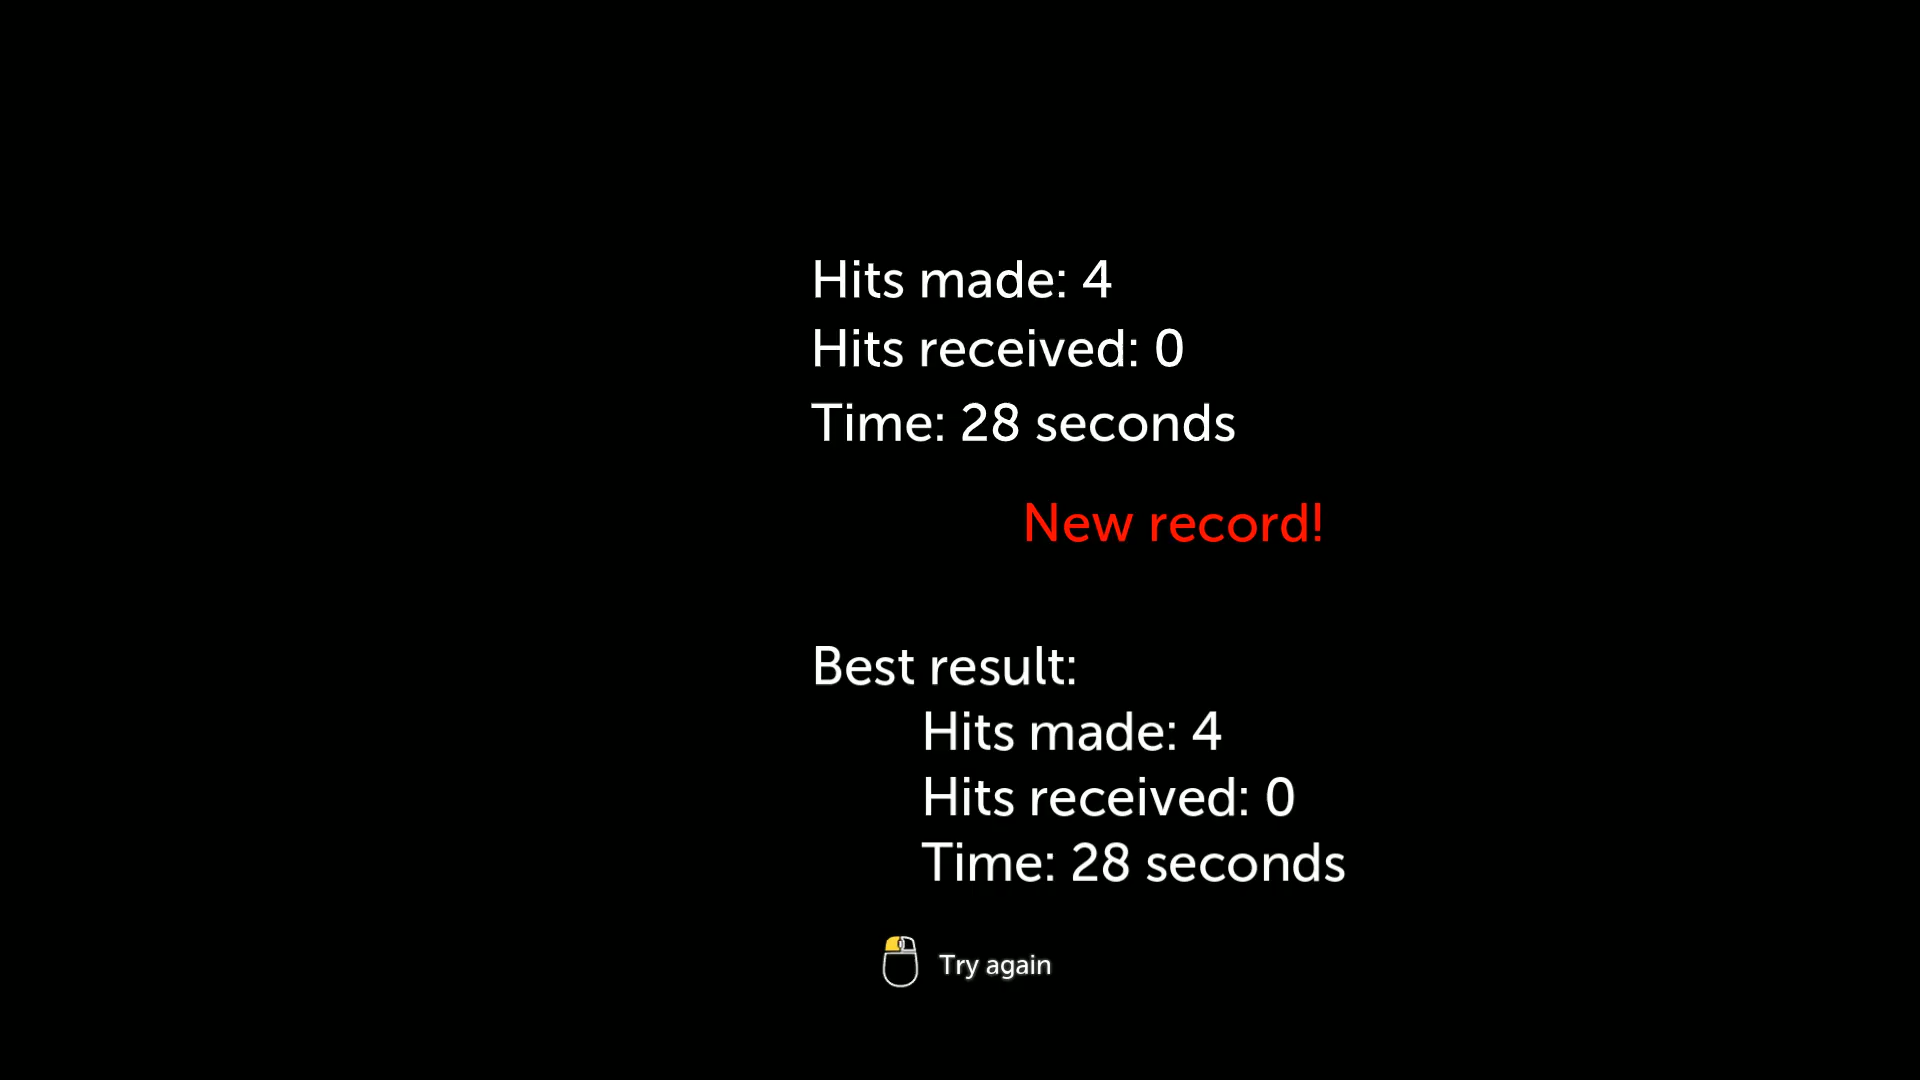 Hits made: 4
Hits received: 0
Time: 28 seconds
New record!
Best result:
Hits made: 4
Hits received: 0
Time: 28 seconds
Try again